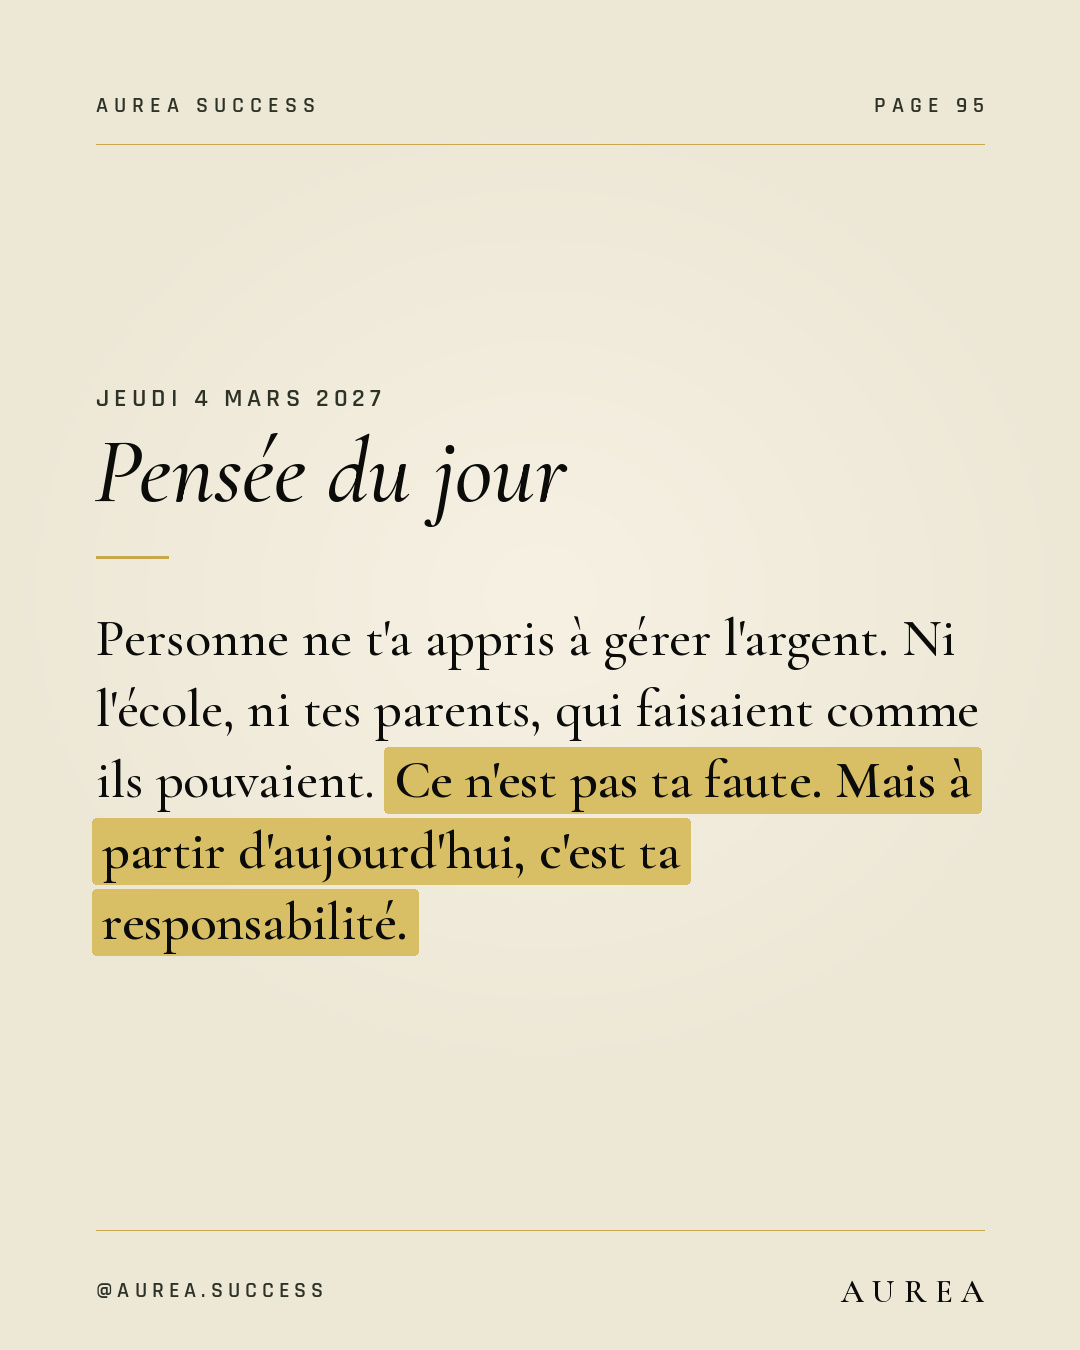 AUREA SUCCESS
PAGE 95
JEUDI 4 MARS 2027
Pensée du jour
Personne ne t'a appris à gérer l'argent. Ni
l'école, ni tes parents, qui faisaient comme
ils pouvaient. Ce n'est pas ta faute. Mais à
partir d'aujourd'hui, c'est ta
responsabilité.
@AUREA.SUCCESS
AUREA